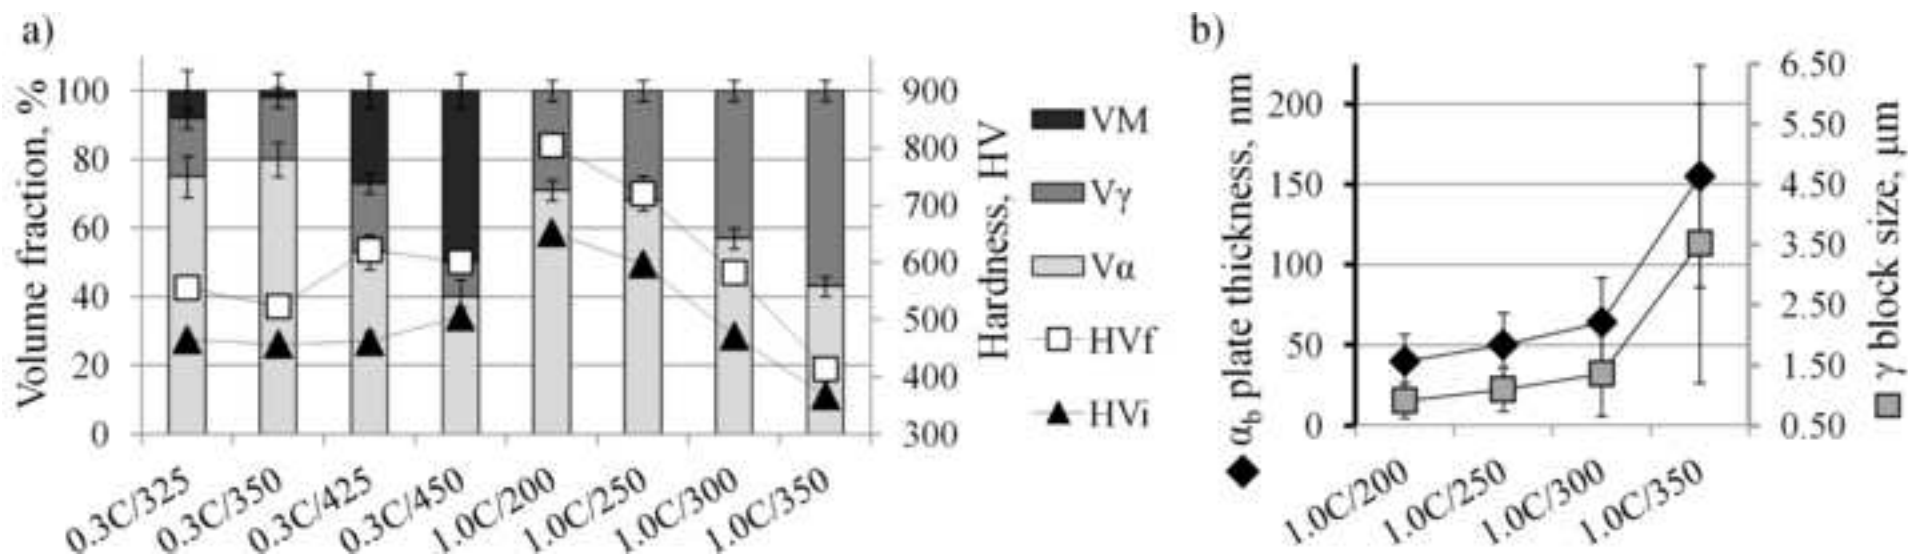 a)
Volume fraction, %
100
80
60
40
20
0
900
800
700
600
500
400
300
Hardness, HV
VM
Vγ
Vα
HVf
HVi
0.3C/325
0.3C/350
0.3C/425
0.3C/450
1.0C/200
1.0C/250
1.0C/300
1.0C/350
b)
αb plate thickness, nm
200
150
100
50
0
6.50
5.50
4.50
3.50
2.50
1.50
0.50
γ block size, μm
1.0C/200
1.0C/250
1.0C/300
1.0C/350